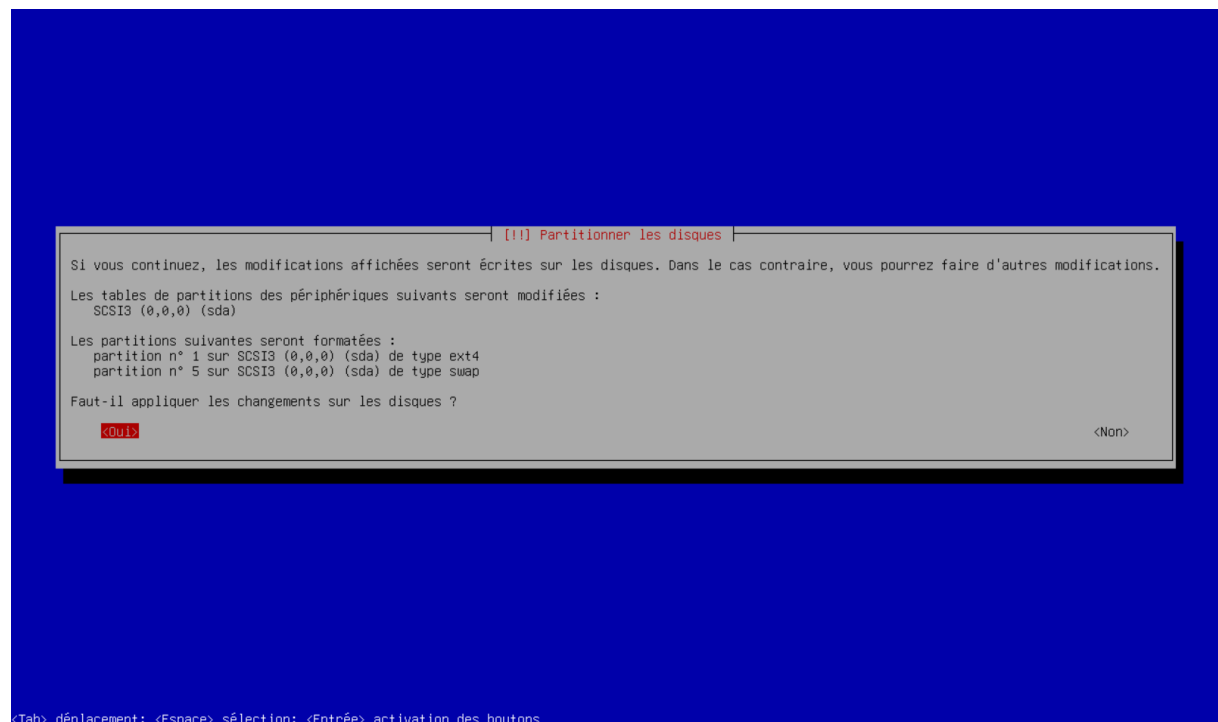 [!!] Partitionner les disques
Si vous continuez, les modifications affichées seront écrites sur les disques. Dans le cas contraire, vous pourrez faire d'autres modifications.
Les tables de partitions des périphériques suivants seront modifiées :
SCSI3 (0,0,0) (sda)
Les partitions suivantes seront formatées :
partition n° 1 sur SCSI3 (0,0,0) (sda) de type ext4
partition n° 5 sur SCSI3 (0,0,0) (sda) de type swap
Faut-il appliquer les changements sur les disques ?
<Oui> <Non>
<Tab> déplacement; <Espace> sélection; <Entrée> activation des boutons